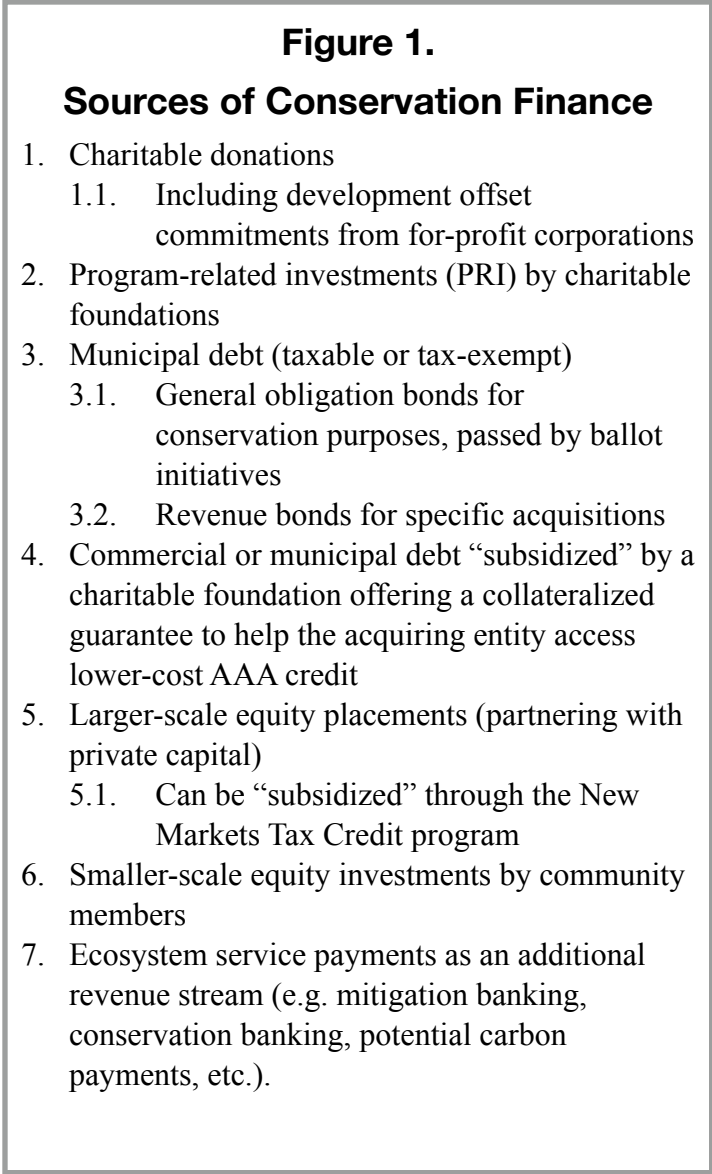 Figure 1.
Sources of Conservation Finance
1. Charitable donations
1.1. Including development offset
commitments from for-profit corporations
2. Program-related investments (PRI) by charitable
foundations
3. Municipal debt (taxable or tax-exempt)
3.1. General obligation bonds for
conservation purposes, passed by ballot
initiatives
3.2. Revenue bonds for specific acquisitions
4. Commercial or municipal debt “subsidized” by a
charitable foundation offering a collateralized
guarantee to help the acquiring entity access
lower-cost AAA credit
5. Larger-scale equity placements (partnering with
private capital)
5.1. Can be “subsidized” through the New
Markets Tax Credit program
6. Smaller-scale equity investments by community
members
7. Ecosystem service payments as an additional
revenue stream (e.g. mitigation banking,
conservation banking, potential carbon
payments, etc.).